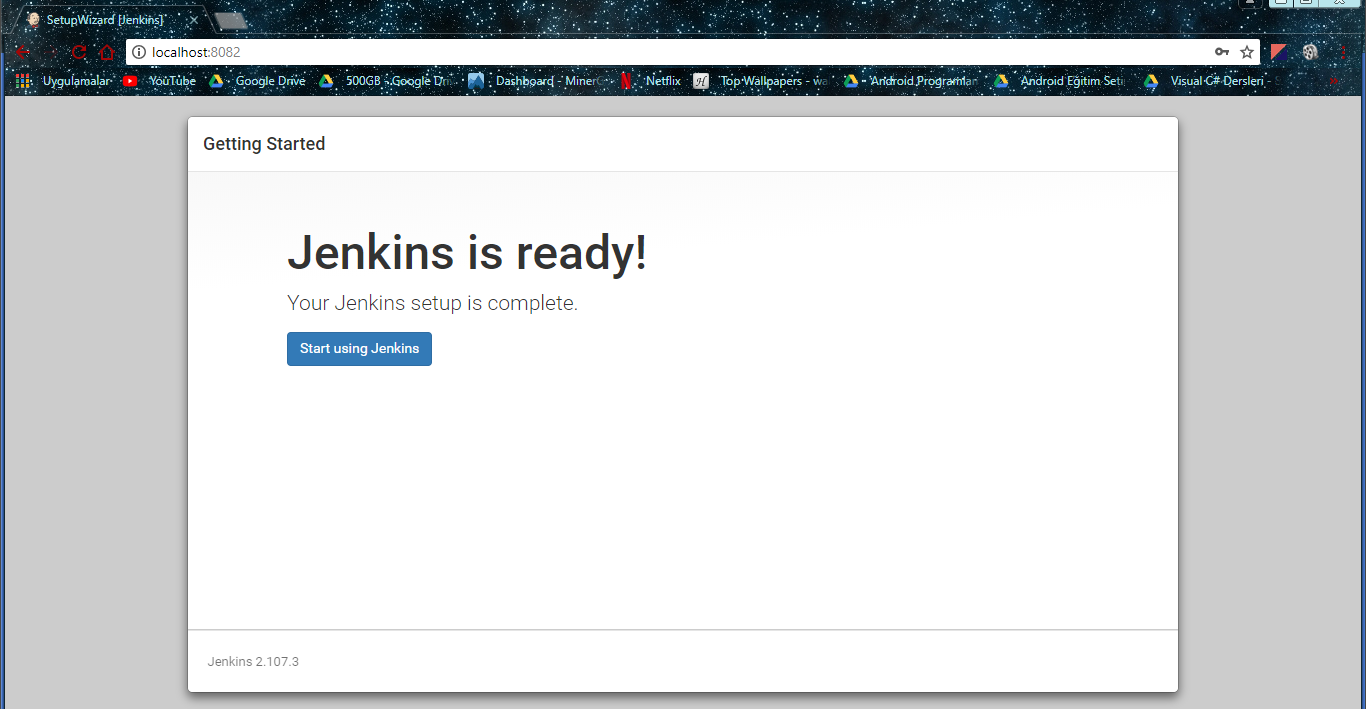 SetupWizard [Jenkins]
localhost:8082
Uygulamalar YouTube Google Drive 500GB - Google Dri Dashboard - Miner Netflix Top Wallpapers - wa Android Programlan Android Eğitim Seti Visual C# Dersleri - S
Getting Started
Jenkins is ready!
Your Jenkins setup is complete.
Start using Jenkins
Jenkins 2.107.3